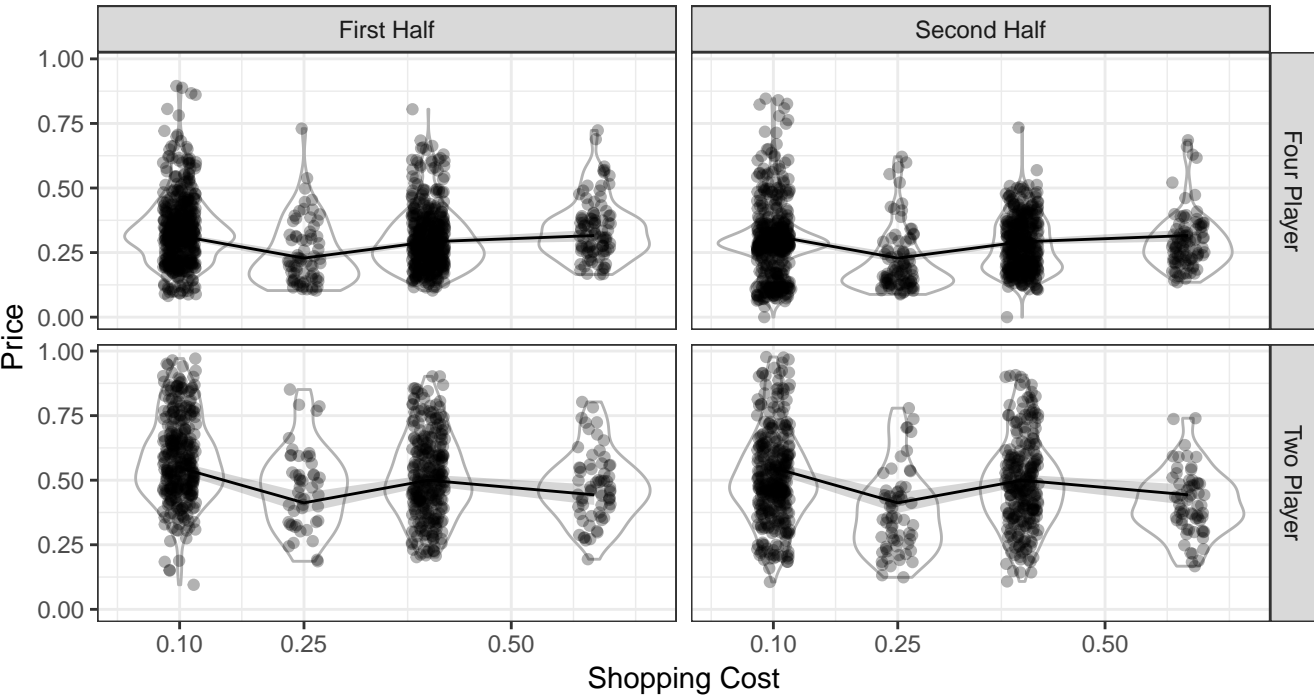 First Half
Second Half
Price
1.00
0.75
0.50
0.25
0.00
Four Player
1.00
0.75
0.50
0.25
0.00
Two Player
0.10
0.25
0.50
0.10
0.25
0.50
Shopping Cost